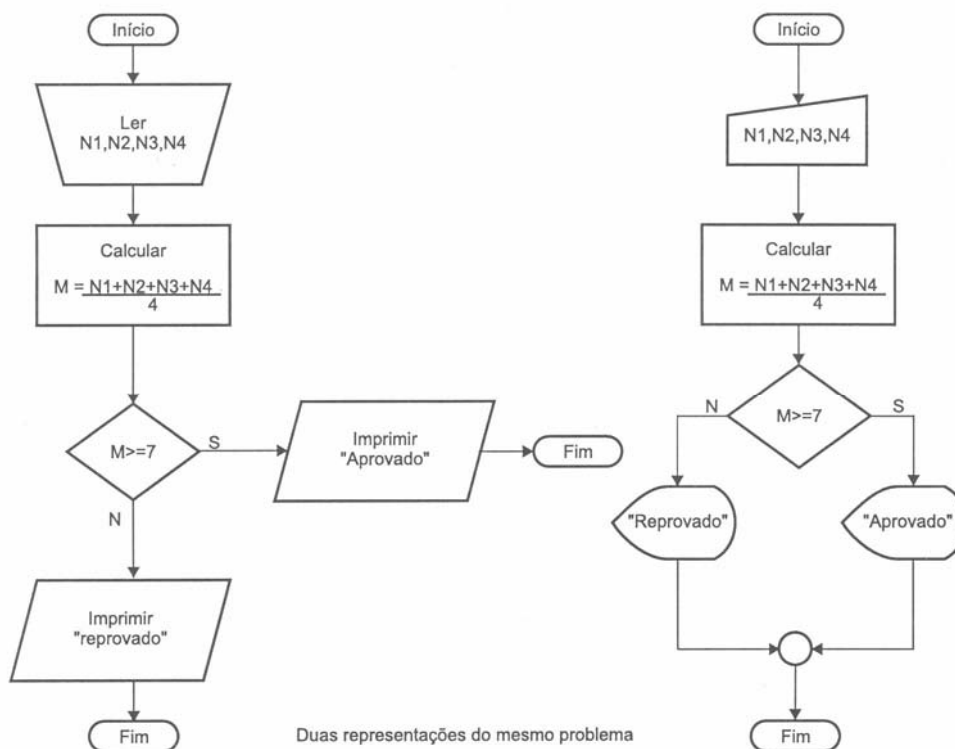 Início
Ler
N1,N2,N3,N4
Calcular
M = N1+N2+N3+N4
4
M>=7
S
N
Imprimir
"Aprovado"
Fim
Imprimir
"reprovado"
Fim
Início
N1,N2,N3,N4
Calcular
M = N1+N2+N3+N4
4
N
M>=7
S
"Reprovado"
"Aprovado"
Fim
Duas representações do mesmo problema